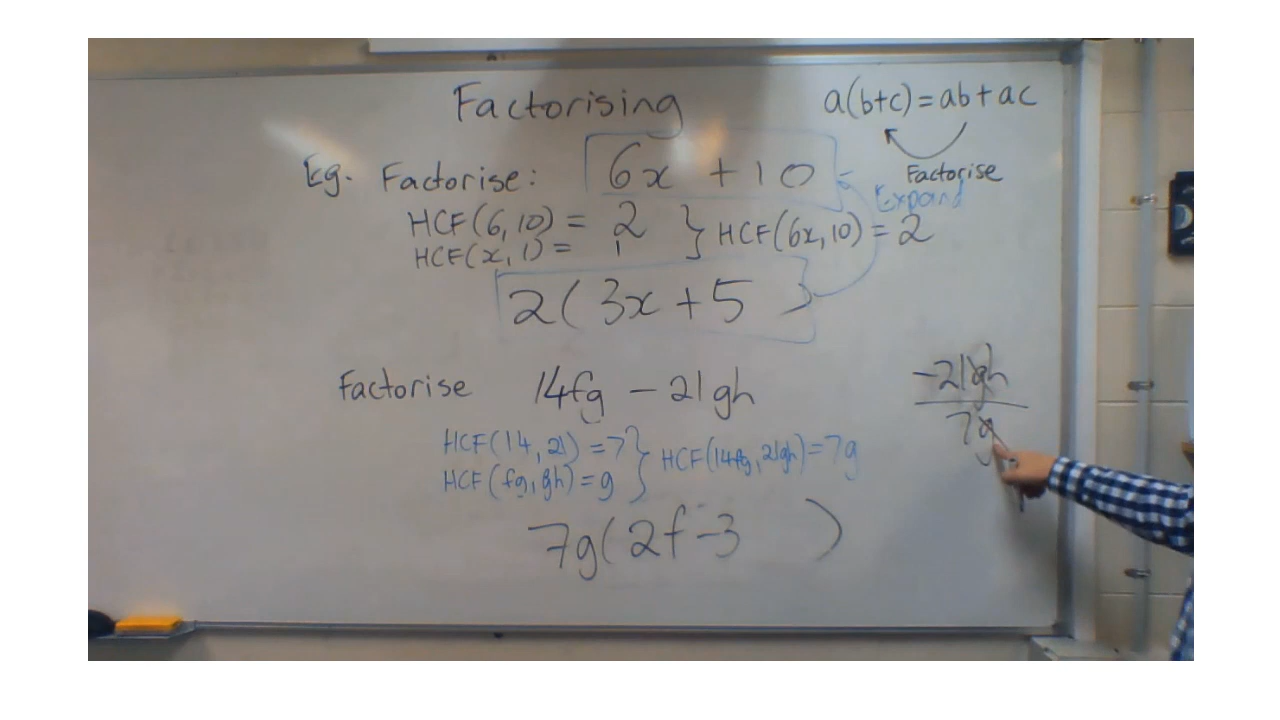 Factorising
a(b+c) = ab + ac
Factorise
Expand
Eg. Factorise: 6x + 10
HCF(6, 10) = 2
HCF(x, 1) = 1
} HCF(6x, 10) = 2
2(3x + 5)
Factorise 14fg - 21gh
HCF(14, 21) = 7
HCF(fg, gh) = g
} HCF(14fg, 21gh) = 7g
7g(2f - 3 )
-21gh
7g